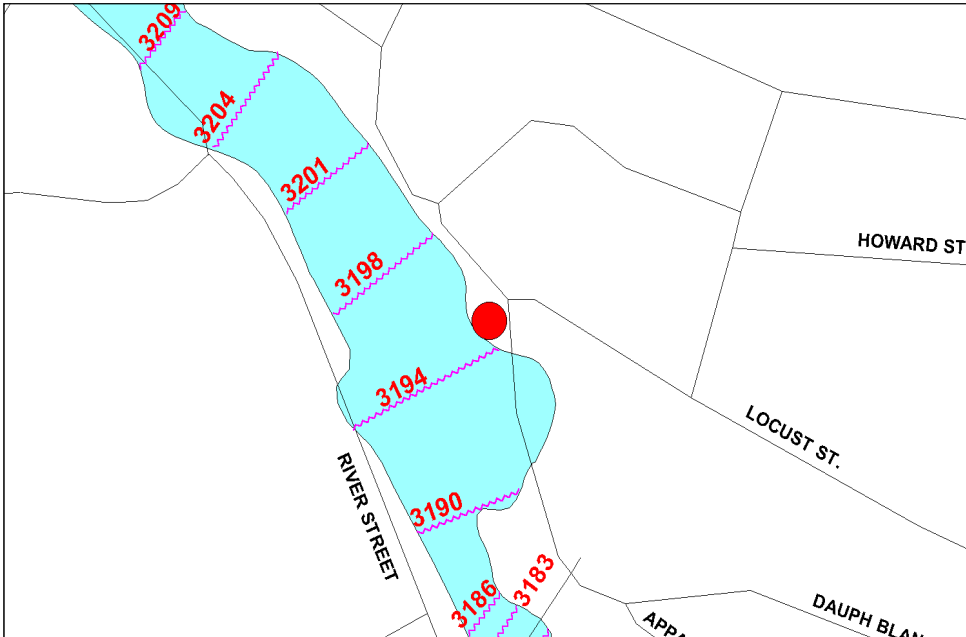 3209
3204
3201
3198
HOWARD ST
3194
LOCUST ST.
RIVER STREET
3190
3183
3186
DAUPH BLAN
APPA